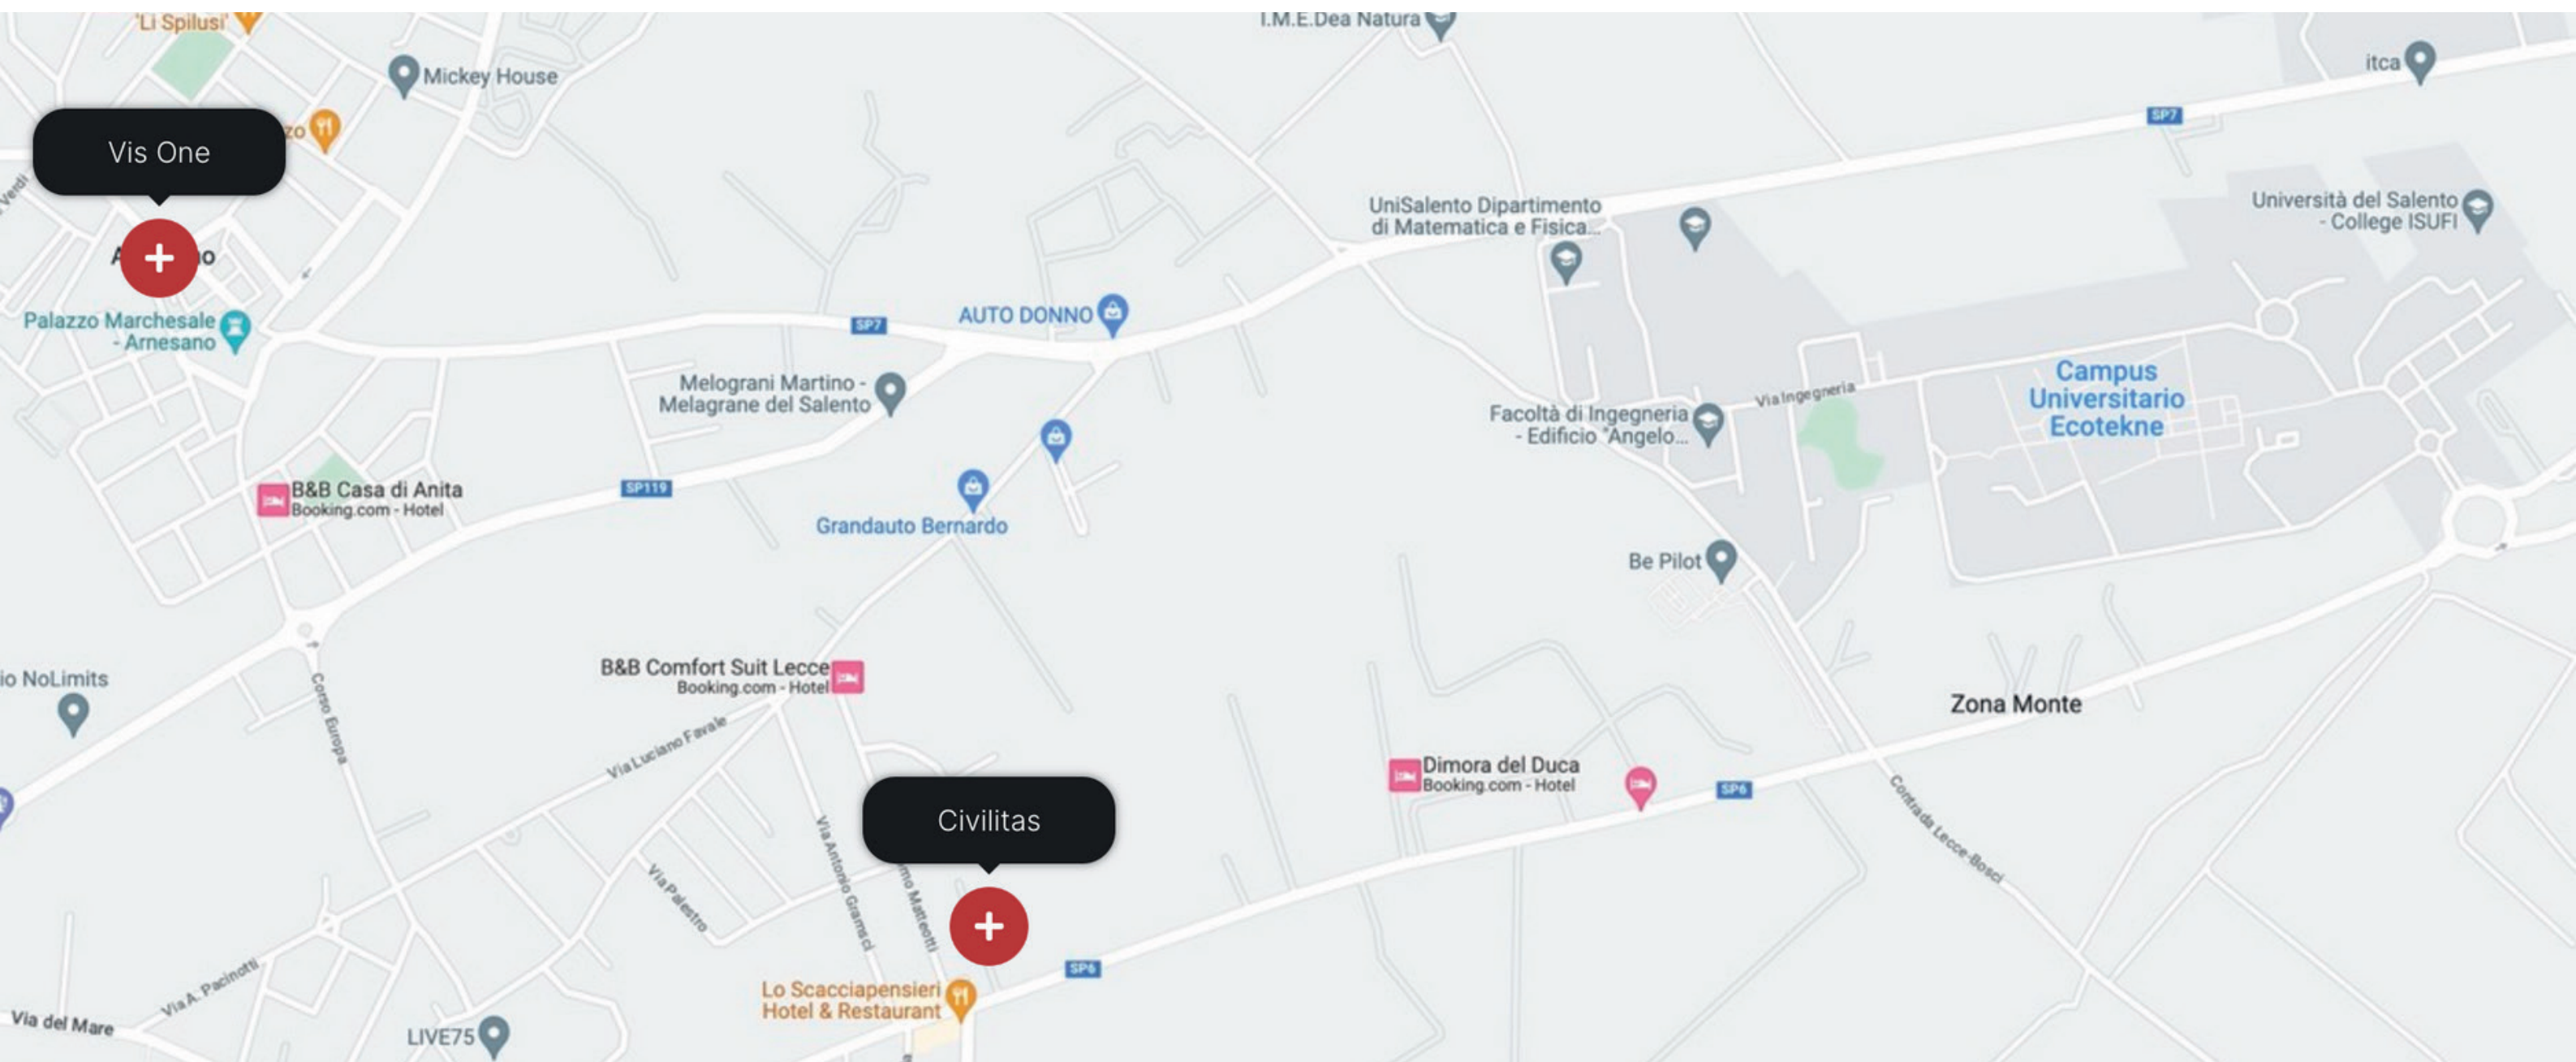 'Li Spilusi'
I.M.E.Dea Natura
itca
Mickey House
SP7
zo
Vis One
Verdi
UniSalento Dipartimento
di Matematica e Fisica...
Università del Salento
- College ISUFI
Palazzo Marchesale
- Arnesano
SP7
AUTO DONNO
Melograni Martino -
Melagrane del Salento
Via Ingegneria
Campus
Universitario
Ecotekne
Facoltà di Ingegneria
- Edificio "Angelo...
B&B Casa di Anita
Booking.com - Hotel
SP119
Grandauto Bernardo
Be Pilot
io NoLimits
Corso Europa
B&B Comfort Suit Lecce
Booking.com - Hotel
Via Luciano Favale
Zona Monte
Dimora del Duca
Booking.com - Hotel
SP6
Contrada Lecce-Bosci
Civilitas
Via Antonio Gramsci
mo Matteotti
Via Palestro
SP6
Via A. Pacinotti
Lo Scacciapensieri
Hotel & Restaurant
Via del Mare
LIVE75